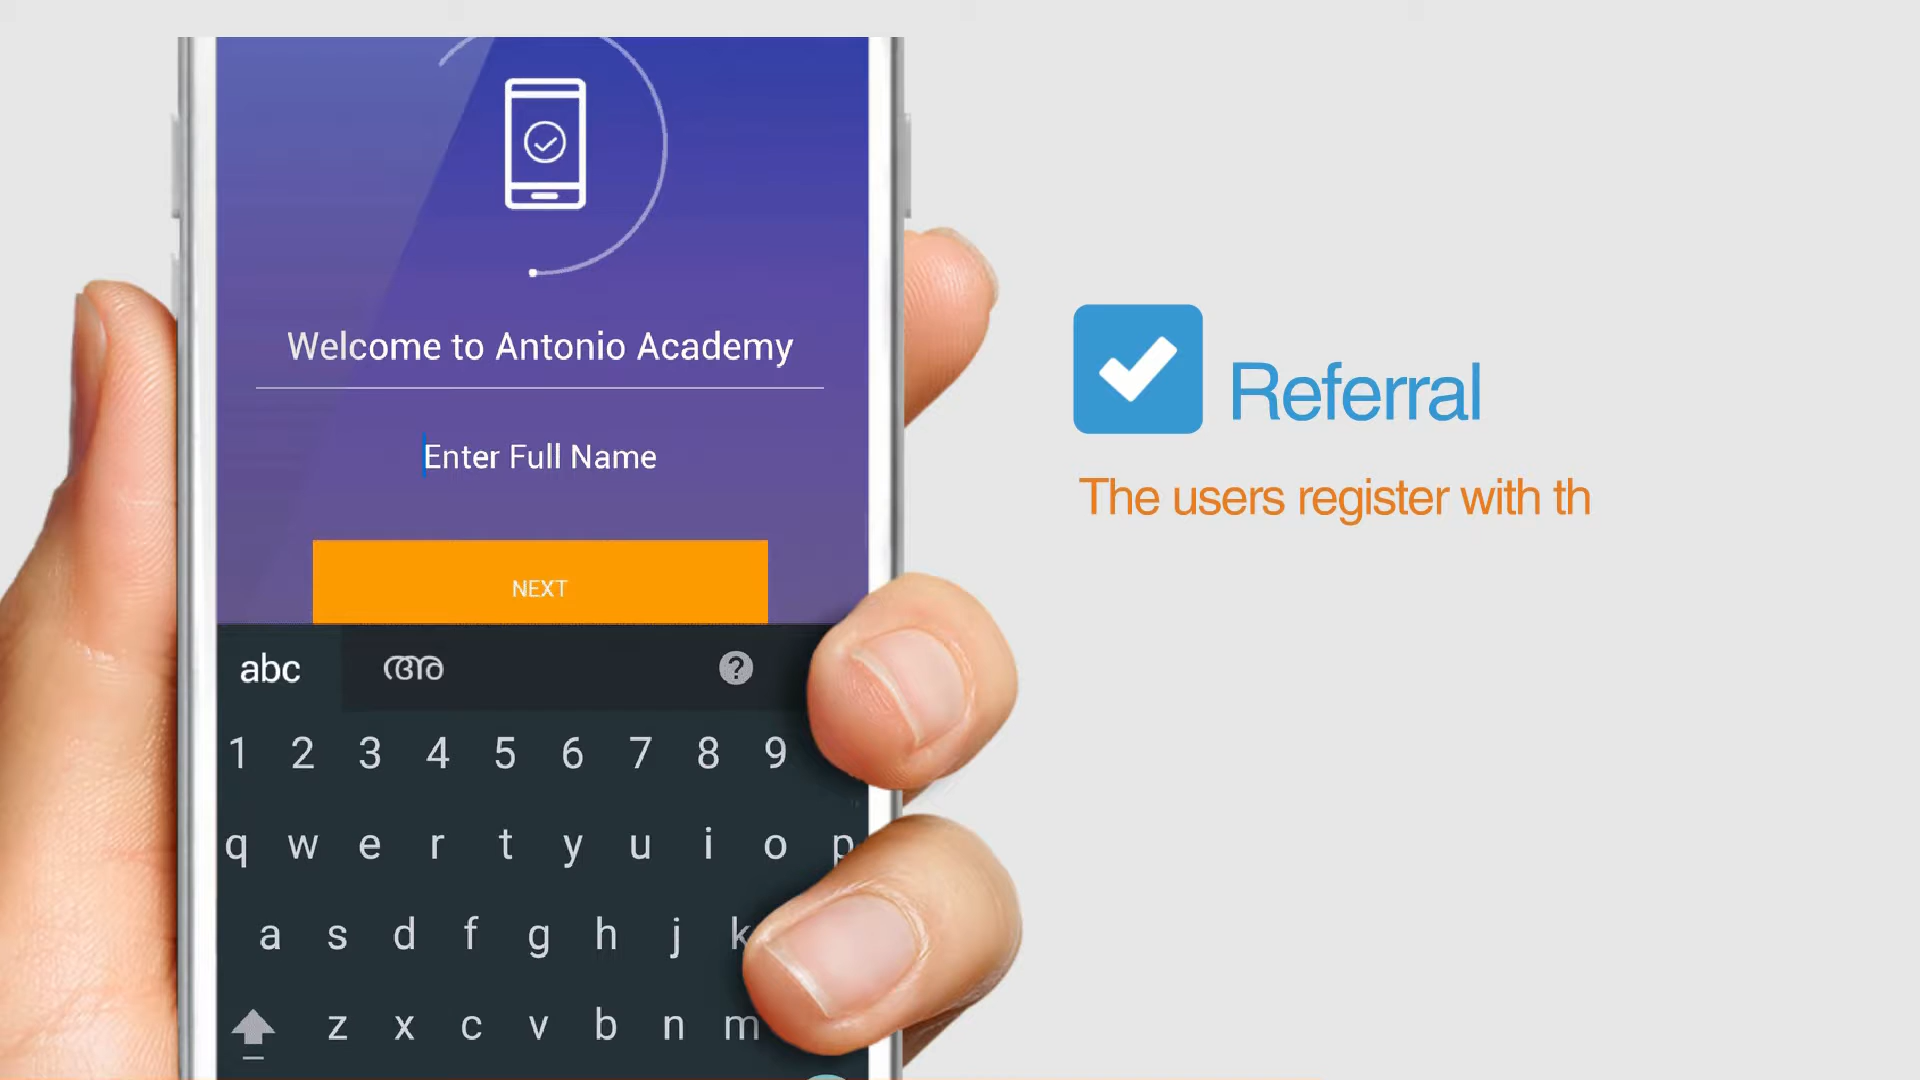 Welcome to Antonio Academy
Enter Full Name
NEXT
abc അ ?
1 2 3 4 5 6 7 8 9
q w e r t y u i o p
a s d f g h j k
z x c v b n m
Referral
The users register with th